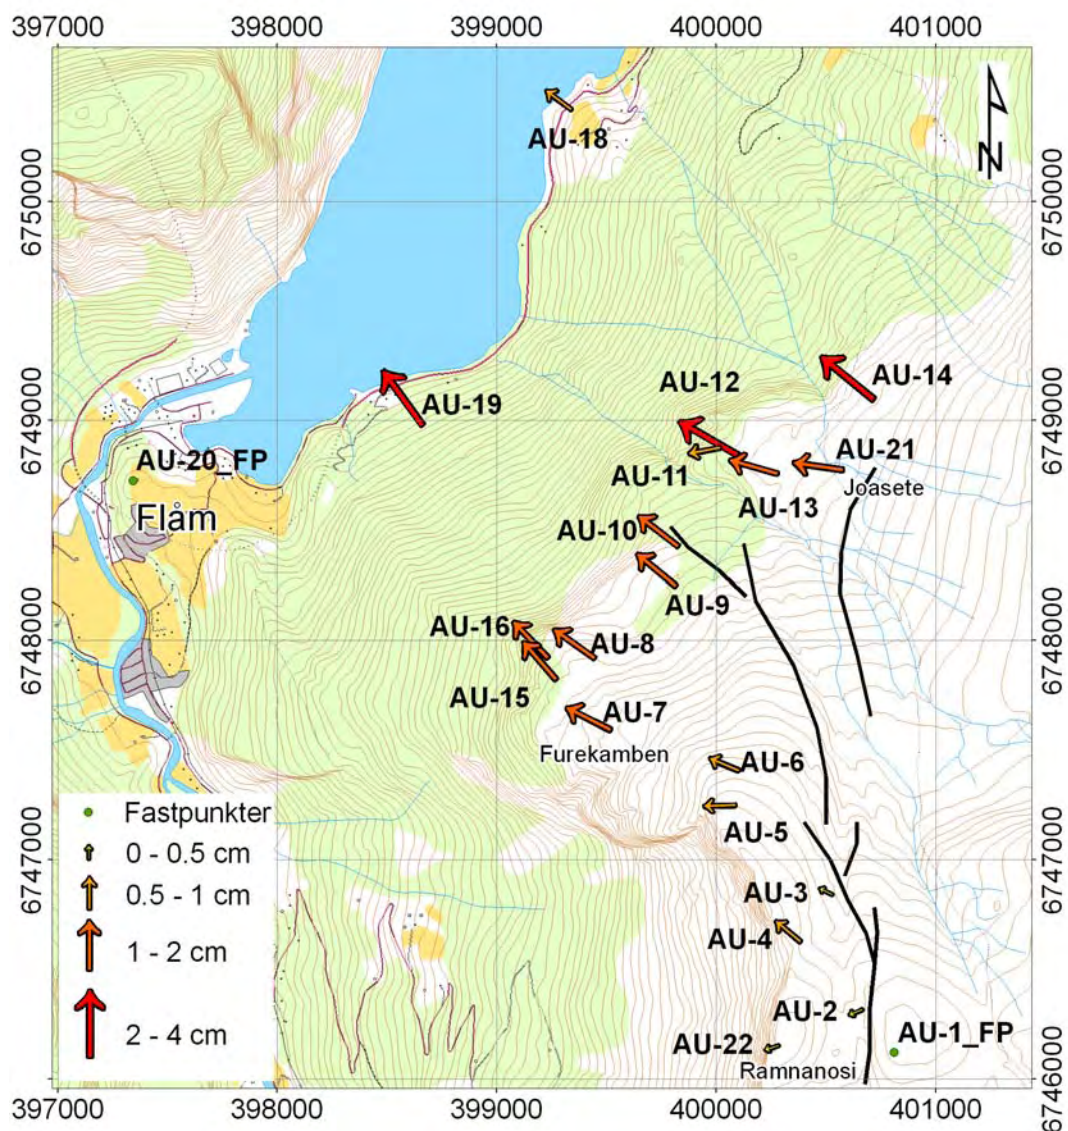 397000 398000 399000 400000 401000
AU-18
N
6750000 6750000
AU-12
AU-14
AU-19
6749000 6749000
AU-20_FP
AU-11
AU-21
Joasete
AU-13
Flåm
AU-10
AU-9
AU-16
AU-8
6748000 6748000
AU-15
AU-7
Furekamben
AU-6
AU-5
Fastpunkter
0 - 0.5 cm
0.5 - 1 cm
1 - 2 cm
2 - 4 cm
6747000 6747000
AU-3
AU-4
AU-2
AU-1_FP
AU-22
Ramnanosi
6746000 6746000
397000 398000 399000 400000 401000